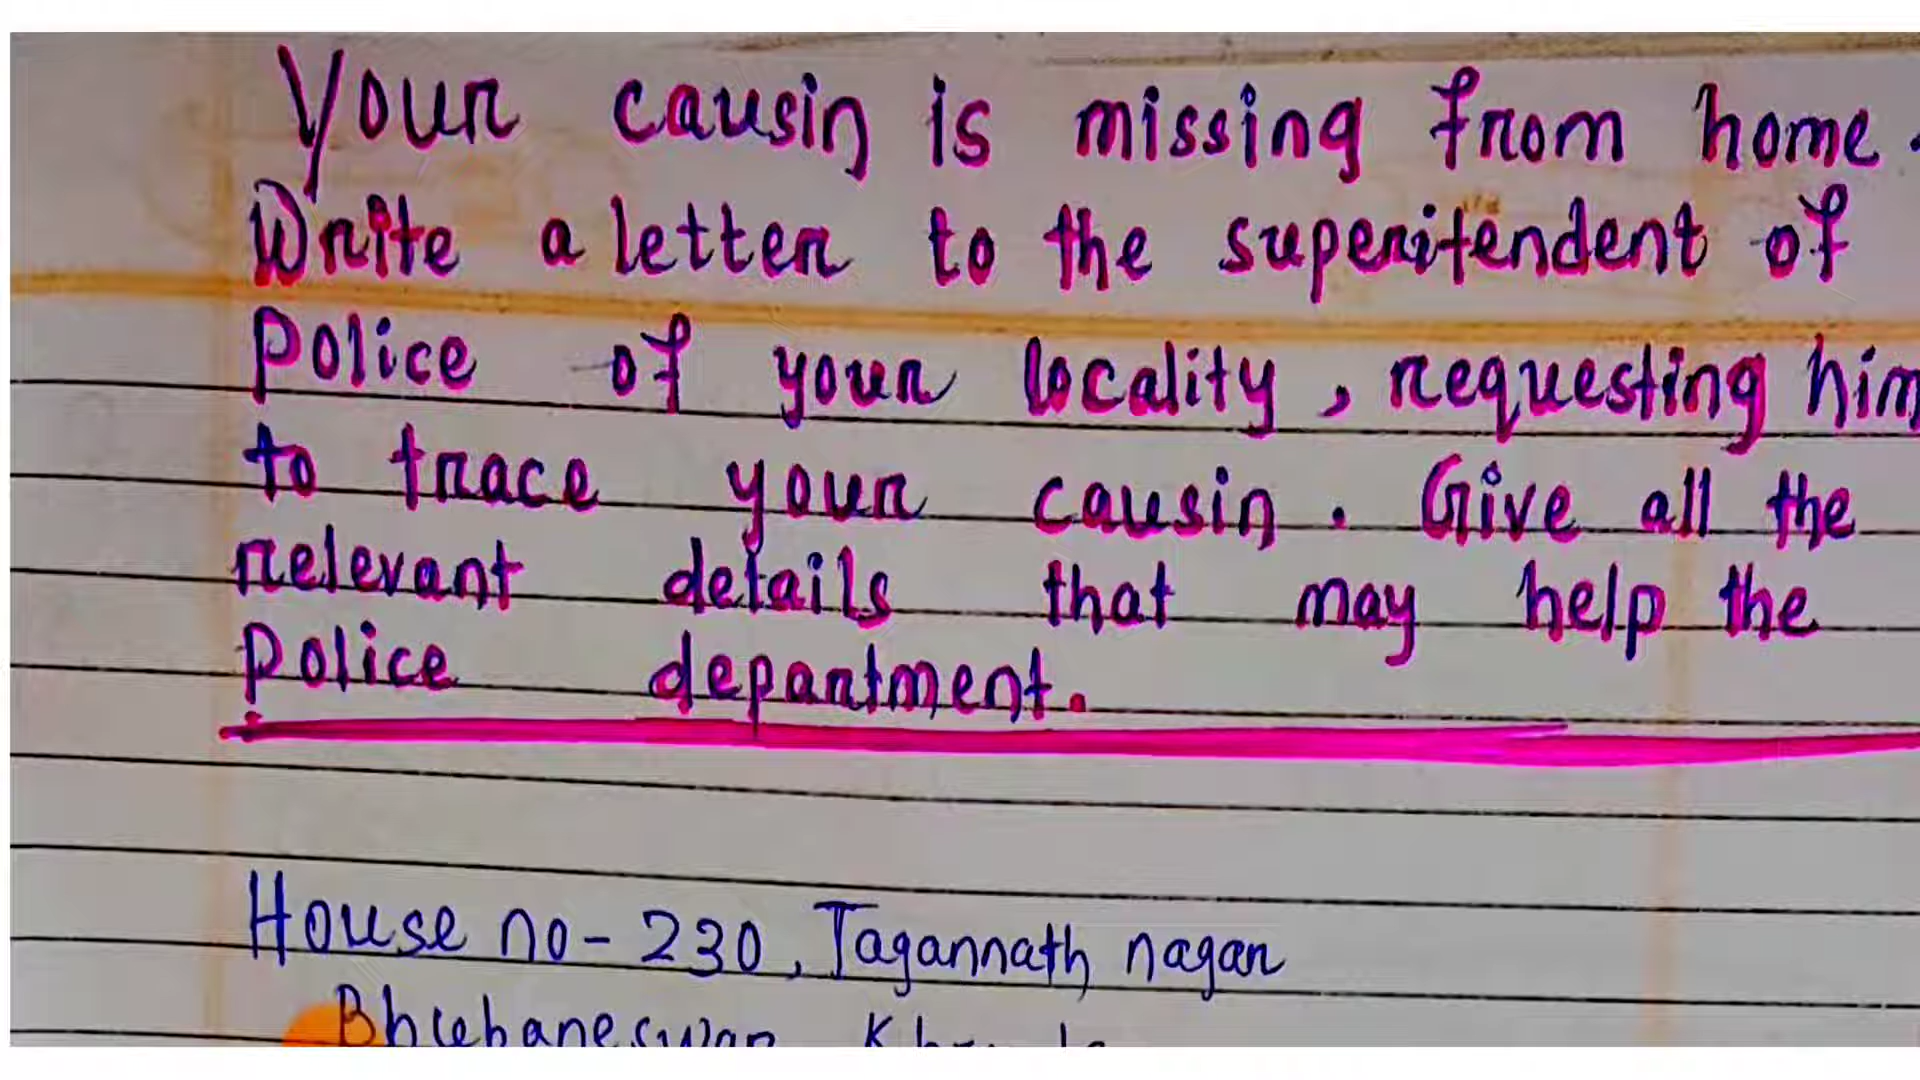 Your causin is missing from home.
Write a letter to the superitendent of
Police of your locality, requesting him
to trace your causin. Give all the
relevant details that may help the
Police department.
House no - 230, Jagannath nagar
Bhubaneswar